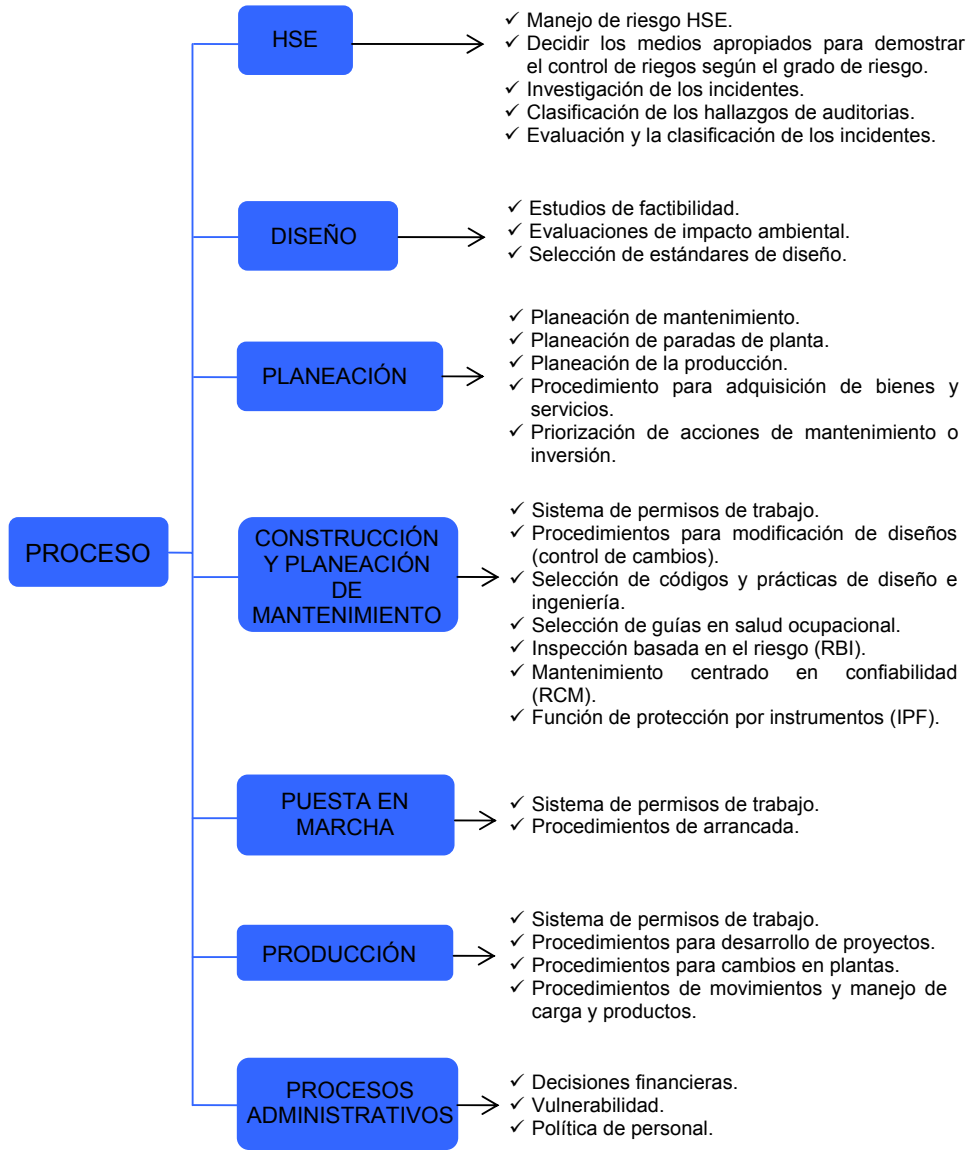 PROCESO
HSE
✓ Manejo de riesgo HSE.
✓ Decidir los medios apropiados para demostrar
el control de riegos según el grado de riesgo.
✓ Investigación de los incidentes.
✓ Clasificación de los hallazgos de auditorias.
✓ Evaluación y la clasificación de los incidentes.
DISEÑO
✓ Estudios de factibilidad.
✓ Evaluaciones de impacto ambiental.
✓ Selección de estándares de diseño.
PLANEACIÓN
✓ Planeación de mantenimiento.
✓ Planeación de paradas de planta.
✓ Planeación de la producción.
✓ Procedimiento para adquisición de bienes y
servicios.
✓ Priorización de acciones de mantenimiento o
inversión.
CONSTRUCCIÓN
Y PLANEACIÓN
DE
MANTENIMIENTO
✓ Sistema de permisos de trabajo.
✓ Procedimientos para modificación de diseños
(control de cambios).
✓ Selección de códigos y prácticas de diseño e
ingeniería.
✓ Selección de guías en salud ocupacional.
✓ Inspección basada en el riesgo (RBI).
✓ Mantenimiento centrado en confiabilidad
(RCM).
✓ Función de protección por instrumentos (IPF).
PUESTA EN
MARCHA
✓ Sistema de permisos de trabajo.
✓ Procedimientos de arrancada.
PRODUCCIÓN
✓ Sistema de permisos de trabajo.
✓ Procedimientos para desarrollo de proyectos.
✓ Procedimientos para cambios en plantas.
✓ Procedimientos de movimientos y manejo de
carga y productos.
PROCESOS
ADMINISTRATIVOS
✓ Decisiones financieras.
✓ Vulnerabilidad.
✓ Política de personal.